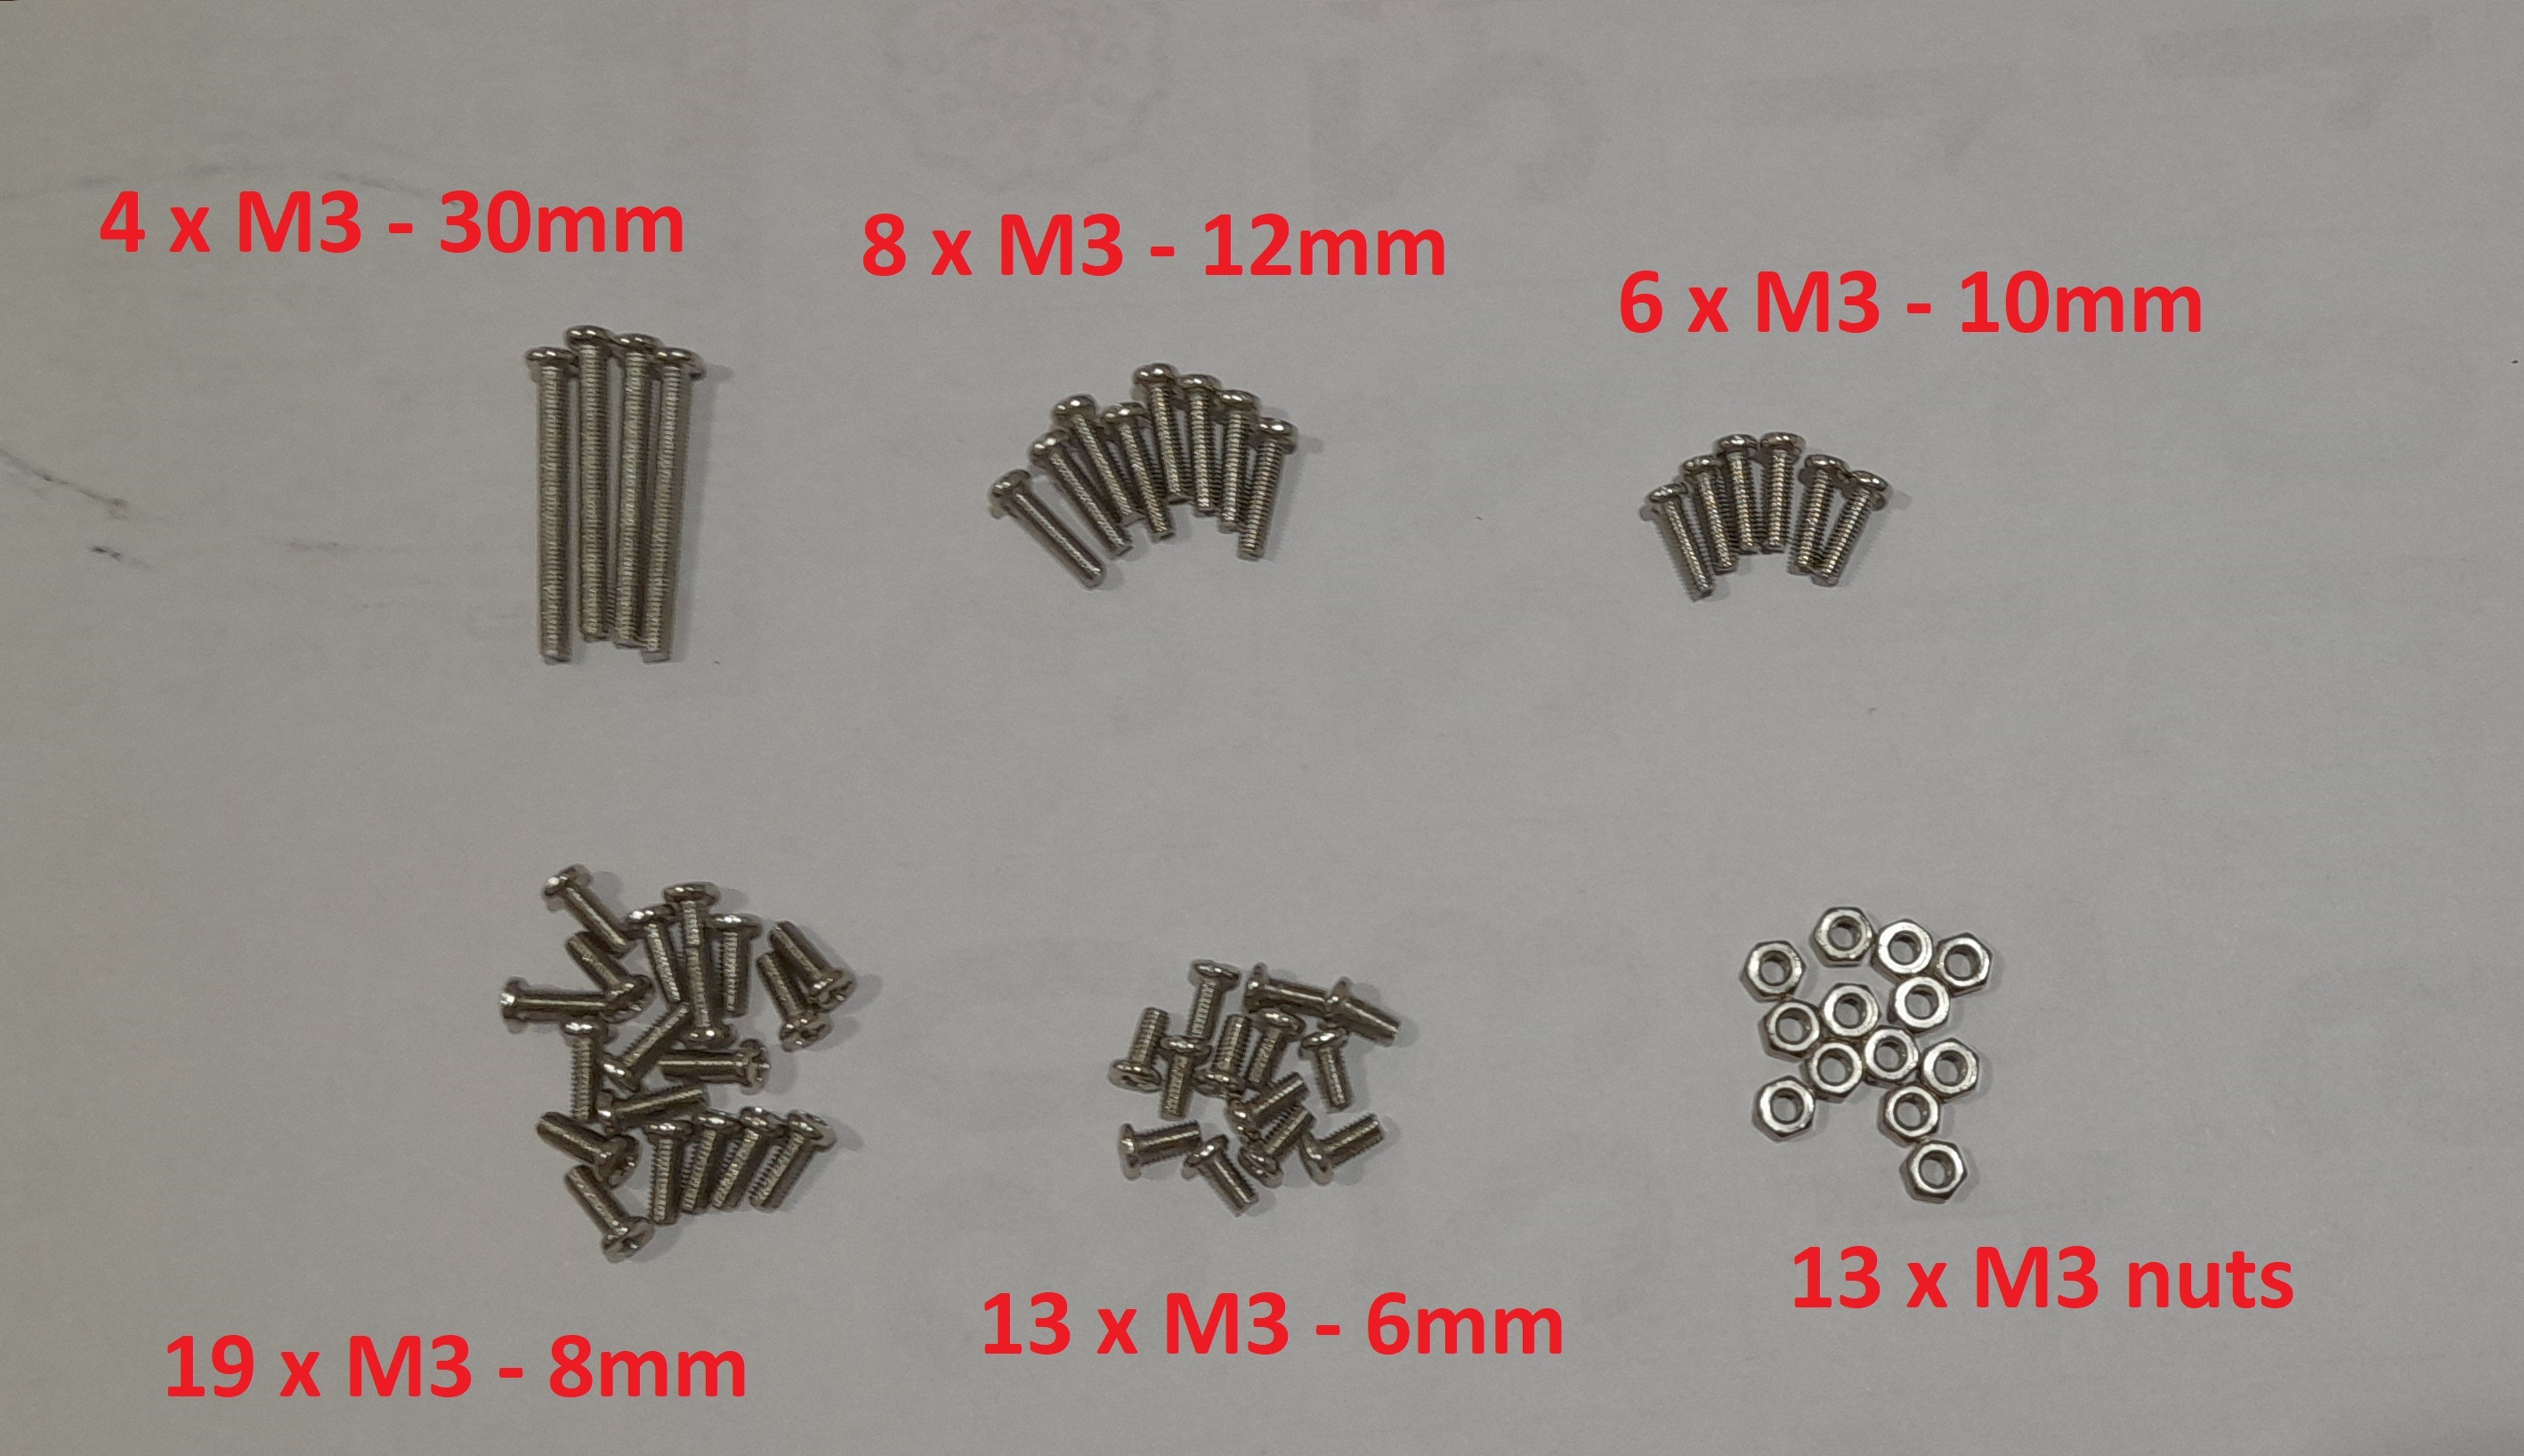 4 x M3 - 30mm
8 x M3 - 12mm
6 x M3 - 10mm
19 x M3 - 8mm
13 x M3 - 6mm
13 x M3 nuts